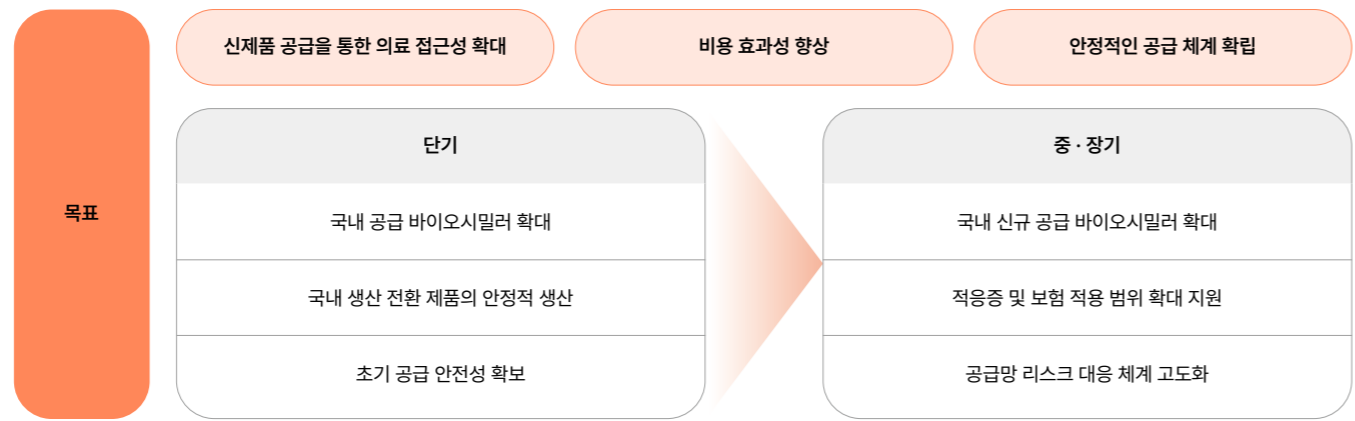 목표
신제품 공급을 통한 의료 접근성 확대
비용 효과성 향상
안정적인 공급 체계 확립
단기
국내 공급 바이오시밀러 확대
국내 생산 전환 제품의 안정적 생산
초기 공급 안전성 확보
중 · 장기
국내 신규 공급 바이오시밀러 확대
적응증 및 보험 적용 범위 확대 지원
공급망 리스크 대응 체계 고도화